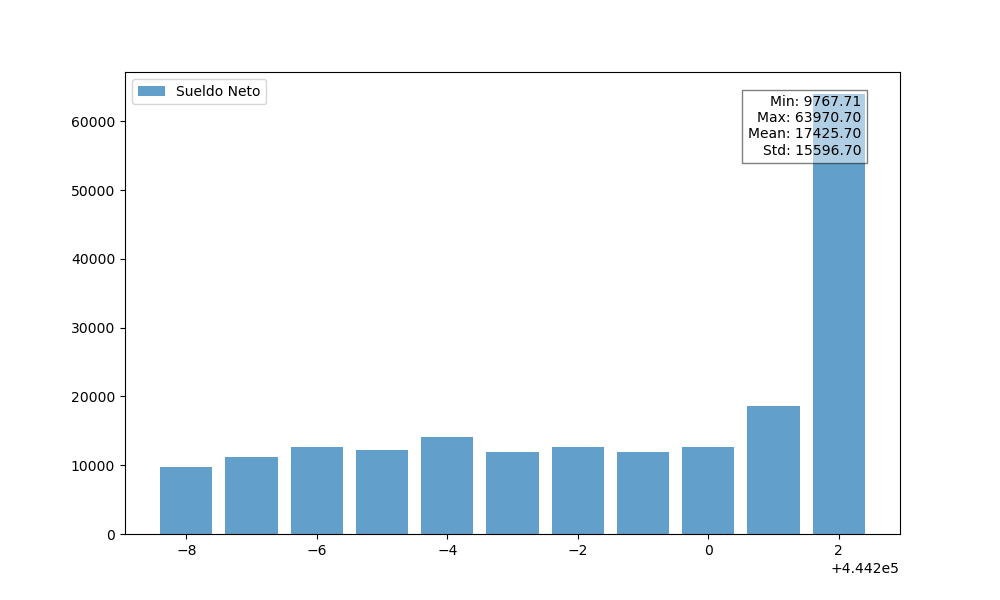 Sueldo Neto
Min: 9767.71
Max: 63970.70
Mean: 17425.70
Std: 15596.70
60000
50000
40000
30000
20000
10000
0
−8
−6
−4
−2
0
2
+4.442e5